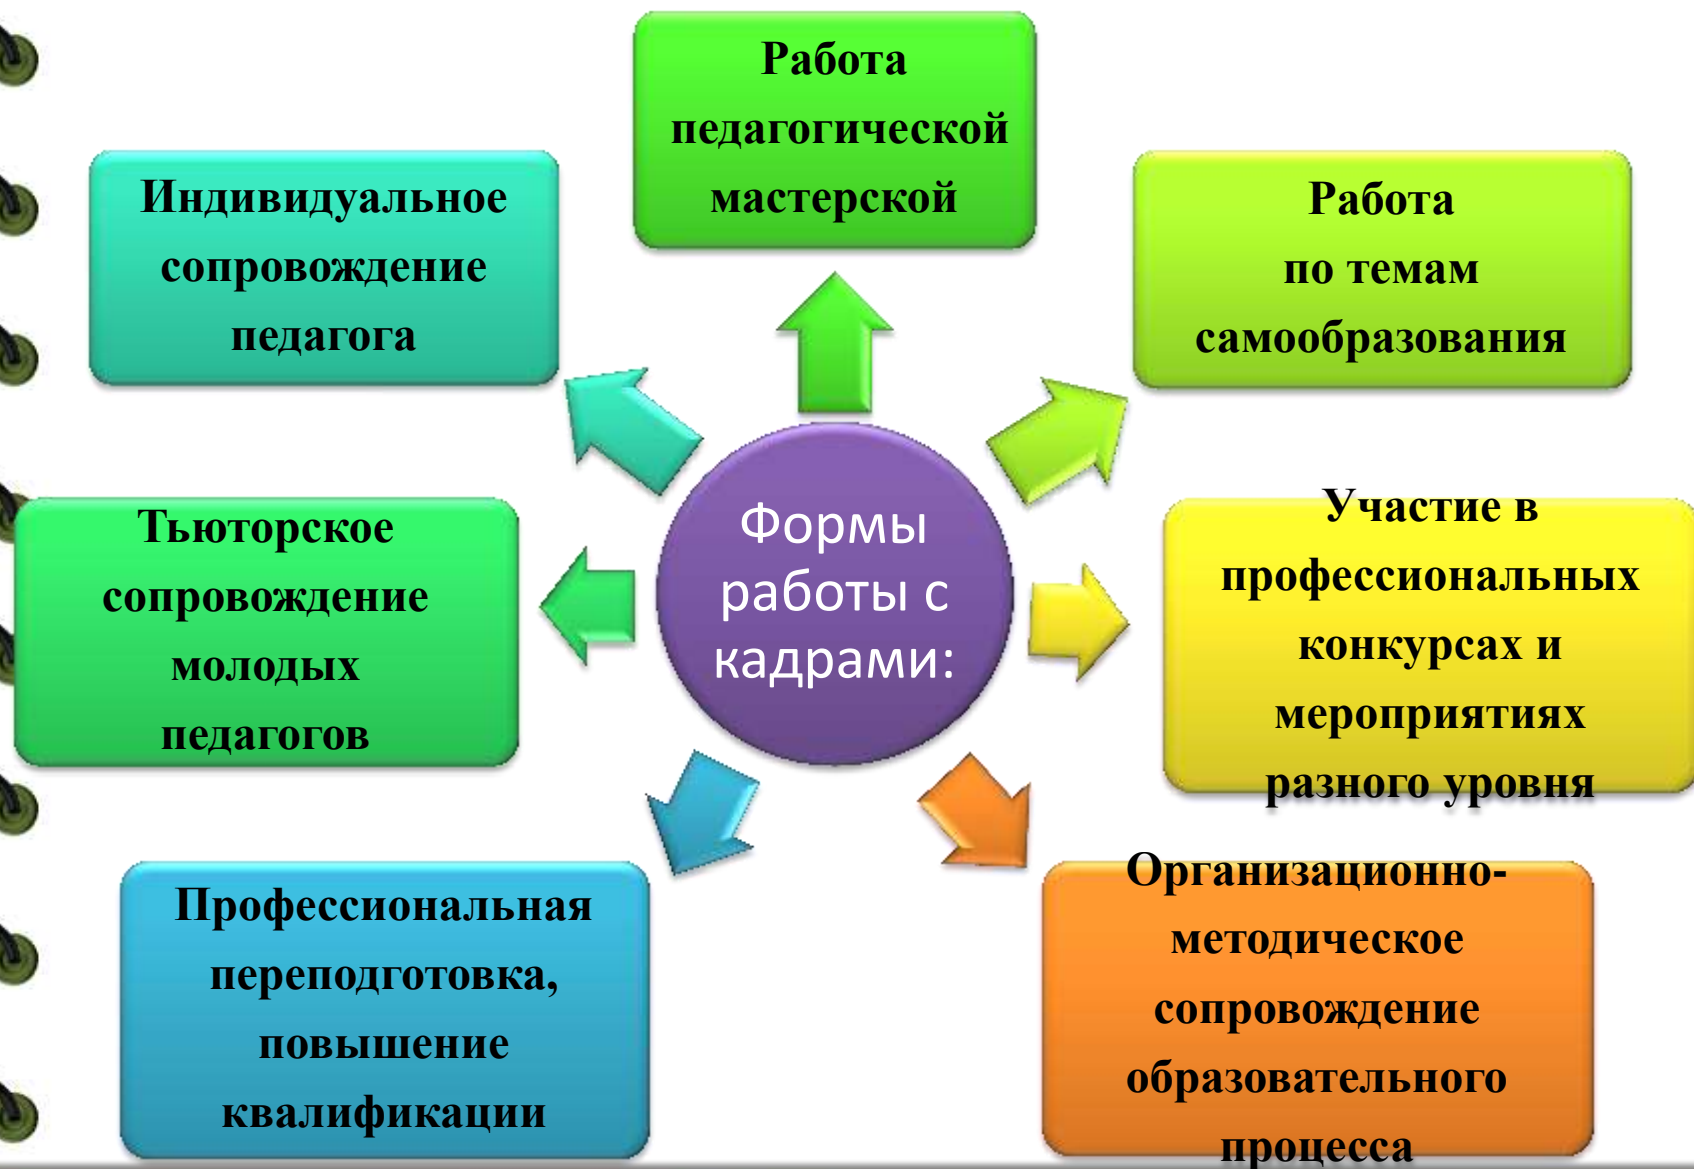 Работа
педагогической
мастерской
Индивидуальное
сопровождение
педагога
Работа
по темам
самообразования
Тьюторское
сопровождение
молодых
педагогов
Формы
работы с
кадрами:
Участие в
профессиональных
конкурсах и
мероприятиях
разного уровня
Профессиональная
переподготовка,
повышение
квалификации
Организационно-
методическое
сопровождение
образовательного
процесса